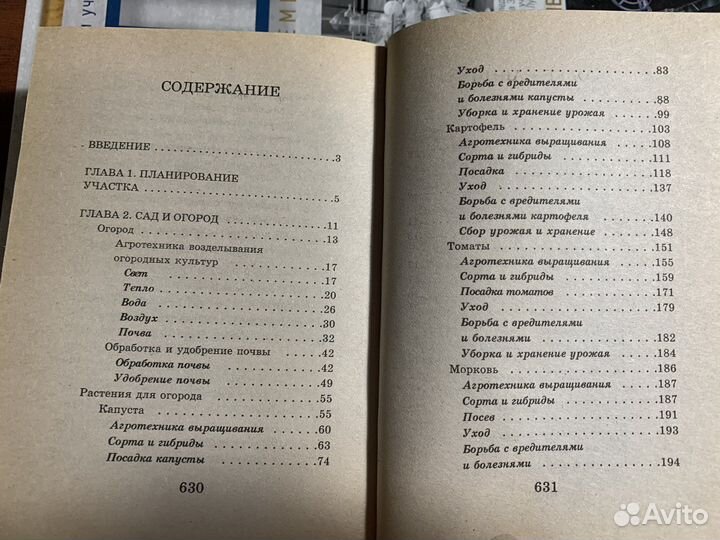 СОДЕРЖАНИЕ
ВВЕДЕНИЕ . . . . . . . . . . . . . . . . . . . . 3
ГЛАВА 1. ПЛАНИРОВАНИЕ
УЧАСТКА . . . . . . . . . . . . . . . . . . . . 5
ГЛАВА 2. САД И ОГОРОД . . . . . . . . . . 11
Огород . . . . . . . . . . . . . . . . . . . . 13
Агротехника возделывания
огородных культур . . . . . . . . . . 17
Свет . . . . . . . . . . . . . . . . . . . . 17
Тепло . . . . . . . . . . . . . . . . . . . . 20
Вода . . . . . . . . . . . . . . . . . . . . 26
Воздух . . . . . . . . . . . . . . . . . . . . 30
Почва . . . . . . . . . . . . . . . . . . . . 32
Обработка и удобрение почвы . . . . 42
Обработка почвы . . . . . . . . . . 42
Удобрение почвы . . . . . . . . . . 49
Растения для огорода . . . . . . . . . . 55
Капуста . . . . . . . . . . . . . . . . . . . . 55
Агротехника выращивания . . . . 60
Сорта и гибриды . . . . . . . . . . 63
Посадка капусты . . . . . . . . . . 74
630
Уход . . . . . . . . . . . . . . . . . . . . 83
Борьба с вредителями
и болезнями капусты . . . . . . . . 88
Уборка и хранение урожая . . . . 99
Картофель . . . . . . . . . . . . . . . . 103
Агротехника выращивания . . . . 108
Сорта и гибриды . . . . . . . . . . 111
Посадка . . . . . . . . . . . . . . . . 118
Уход . . . . . . . . . . . . . . . . . . . . 137
Борьба с вредителями
и болезнями картофеля . . . . . . 140
Сбор урожая и хранение . . . . . . 148
Томаты . . . . . . . . . . . . . . . . . . . . 151
Агротехника выращивания . . . . 155
Сорта и гибриды . . . . . . . . . . 159
Посадка томатов . . . . . . . . . . 171
Уход . . . . . . . . . . . . . . . . . . . . 179
Борьба с вредителями
и болезнями . . . . . . . . . . . . . . 182
Уборка и хранение урожая . . . . 184
Морковь . . . . . . . . . . . . . . . . . . 186
Агротехника выращивания . . . . 187
Сорта и гибриды . . . . . . . . . . 187
Посев . . . . . . . . . . . . . . . . . . 191
Уход . . . . . . . . . . . . . . . . . . . . 193
Борьба с вредителями
и болезнями . . . . . . . . . . . . . . 194
631
Avito